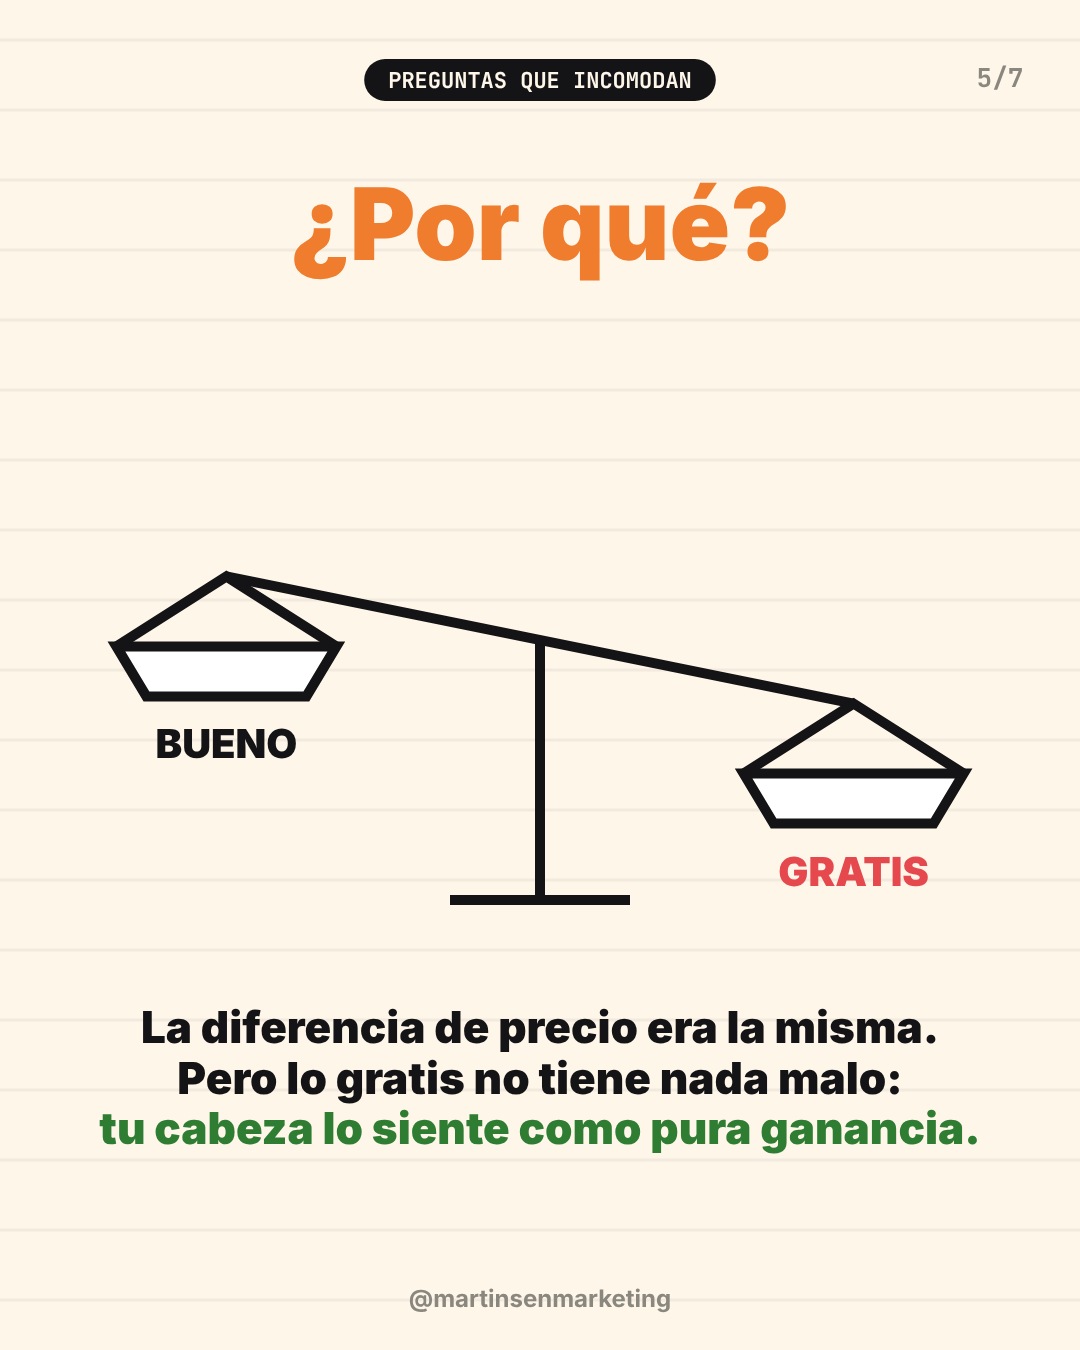 PREGUNTAS QUE INCOMODAN
5/7
¿Por qué?
BUENO
GRATIS
La diferencia de precio era la misma.
Pero lo gratis no tiene nada malo:
tu cabeza lo siente como pura ganancia.
@martinsenmarketing